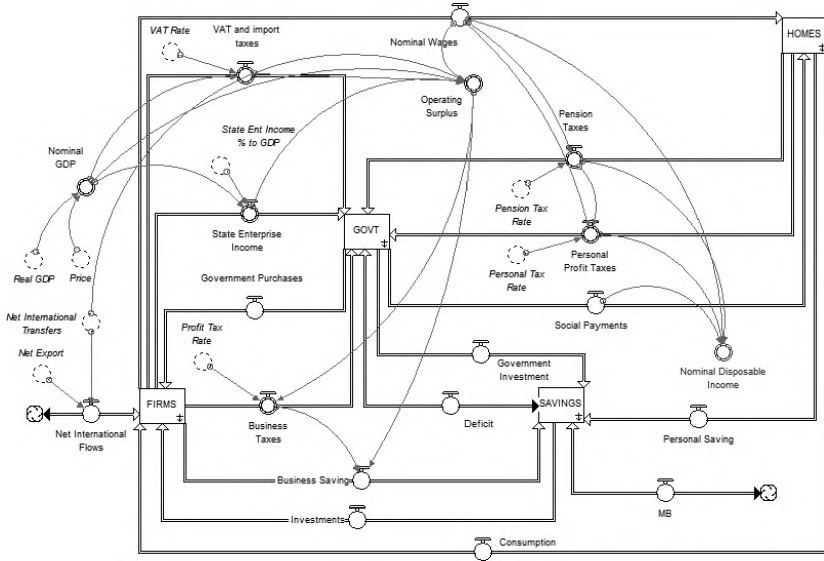 VAT Rate
VAT and import
taxes
Nominal Wages
HOMES
Operating
Surplus
State Ent Income
% to GDP
Pension
Taxes
Nominal
GDP
Pension Tax
Rate
State Enterprise
Income
GOVT
Personal Tax
Rate
Personal
Profit Taxes
Real GDP
Price
Government Purchases
Net International
Transfers
Social Payments
Profit Tax
Rate
Net Export
Government
Investment
Nominal Disposable
Income
FIRMS
SAVINGS
Net International
Flows
Business
Taxes
Deficit
Personal Saving
Business Saving
MB
Investments
Consumption